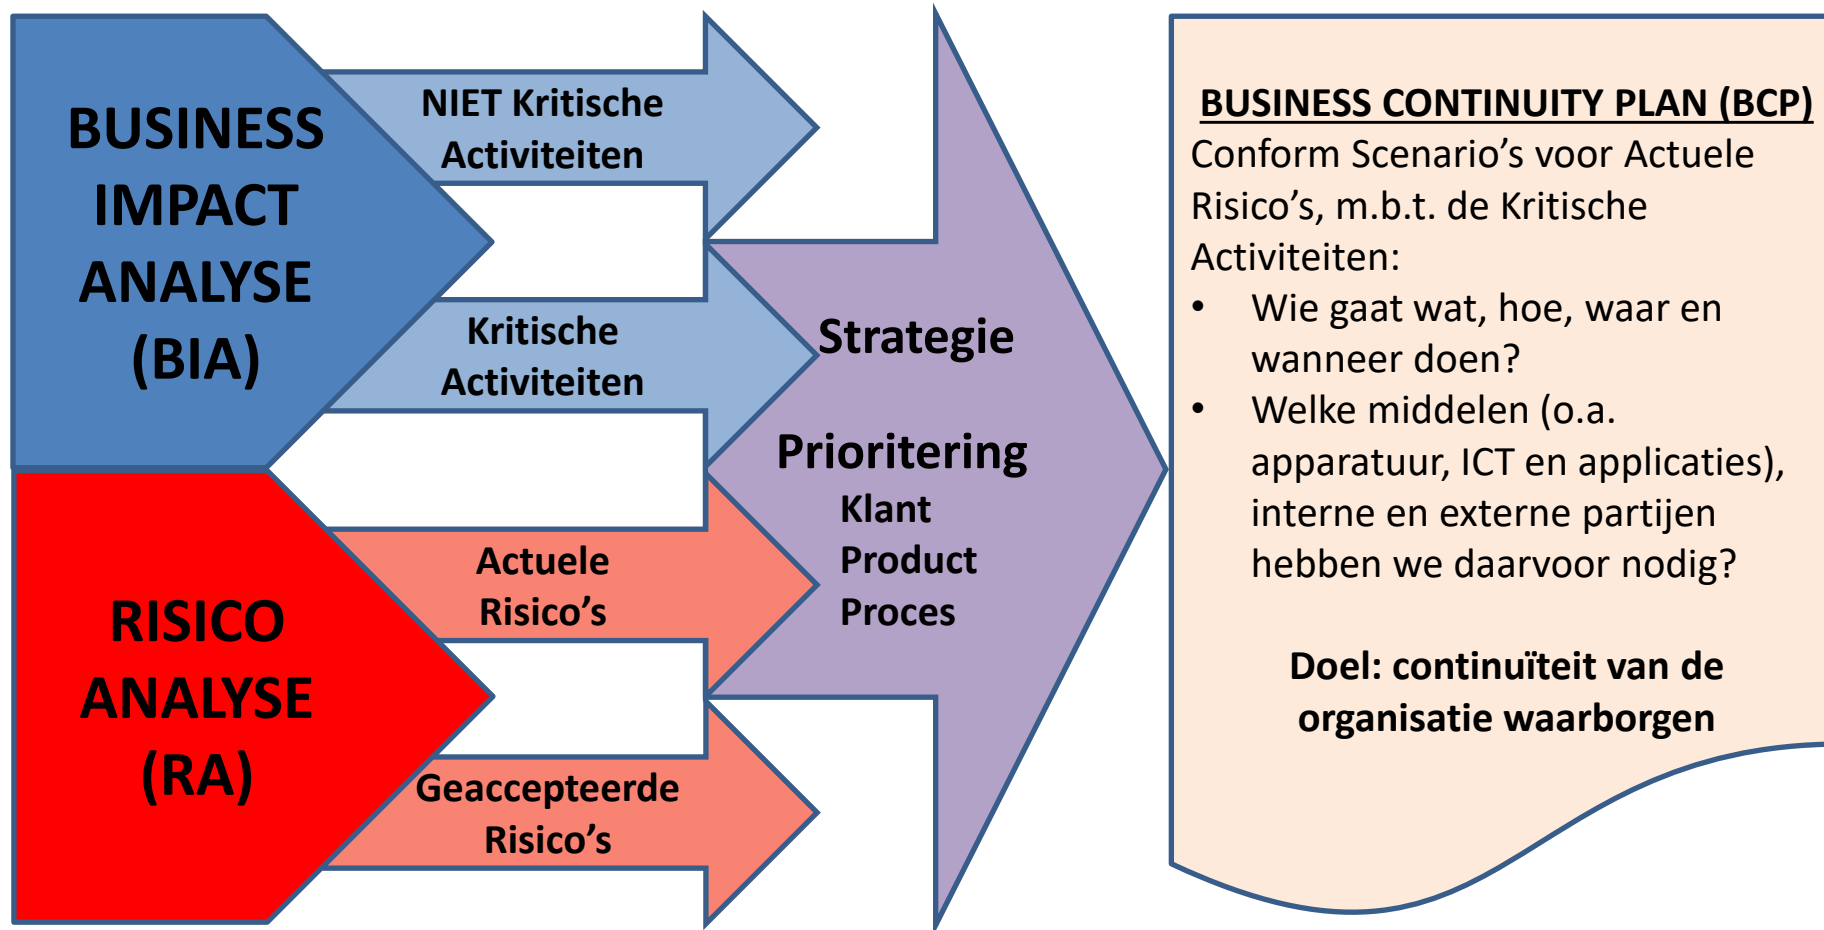 BUSINESS
IMPACT
ANALYSE
(BIA)
RISICO
ANALYSE
(RA)
NIET Kritische
Activiteiten
Kritische
Activiteiten
Actuele
Risico’s
Geaccepteerde
Risico’s
Strategie
Prioritering
Klant
Product
Proces
BUSINESS CONTINUITY PLAN (BCP)
Conform Scenario’s voor Actuele
Risico’s, m.b.t. de Kritische
Activiteiten:
• Wie gaat wat, hoe, waar en
wanneer doen?
• Welke middelen (o.a.
apparatuur, ICT en applicaties),
interne en externe partijen
hebben we daarvoor nodig?
Doel: continuïteit van de
organisatie waarborgen